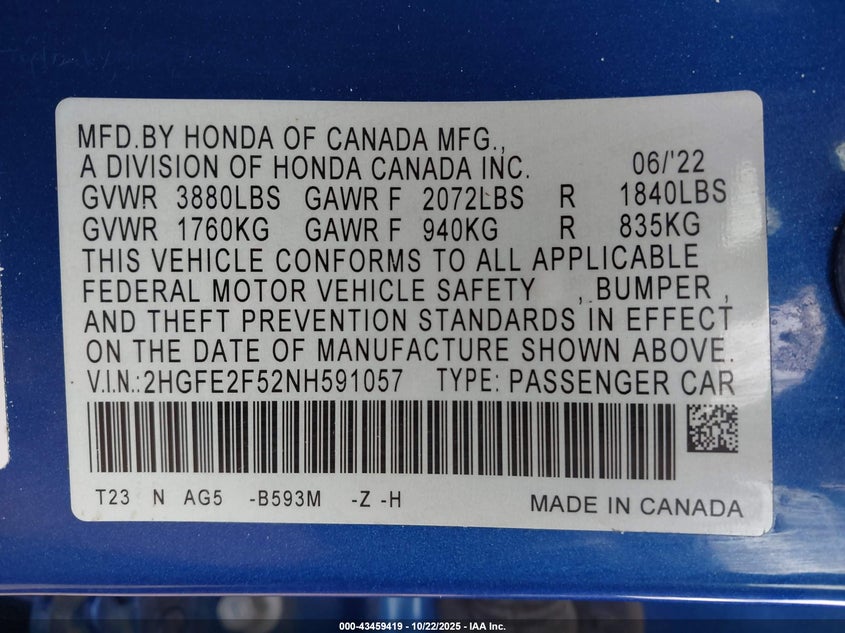 MFD.BY HONDA OF CANADA MFG.,
A DIVISION OF HONDA CANADA INC. 06/'22
GVWR 3880LBS GAWR F 2072LBS R 1840LBS
GVWR 1760KG GAWR F 940KG R 835KG
THIS VEHICLE CONFORMS TO ALL APPLICABLE
FEDERAL MOTOR VEHICLE SAFETY , BUMPER ,
AND THEFT PREVENTION STANDARDS IN EFFECT
ON THE DATE OF MANUFACTURE SHOWN ABOVE.
V.I.N.:2HGFE2F52NH591057 TYPE: PASSENGER CAR
T23 N AG5 -B593M -Z -H MADE IN CANADA
000-43459419 - 10/22/2025 - IAA Inc.